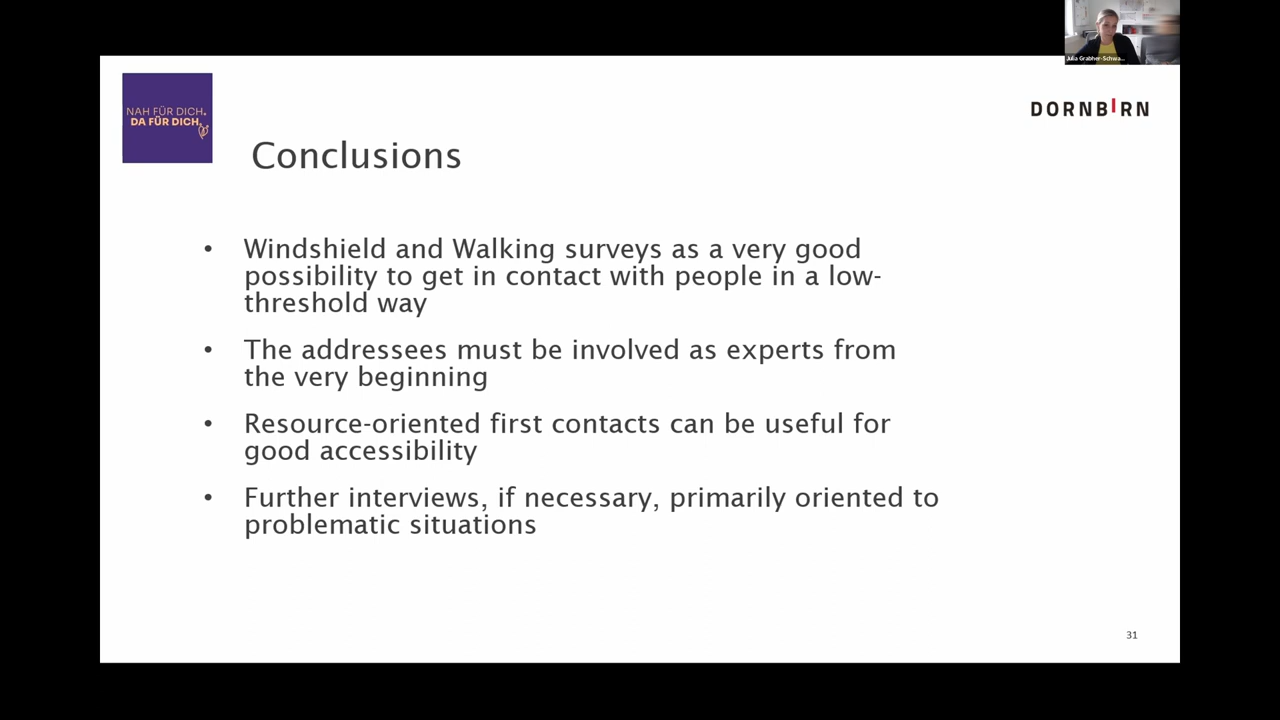 Julia Grabher-Schwa...
NAH FÜR DICH.
DA FÜR DICH.
DORNBIRN
Conclusions
• Windshield and Walking surveys as a very good
possibility to get in contact with people in a low-
threshold way
• The addressees must be involved as experts from
the very beginning
• Resource-oriented first contacts can be useful for
good accessibility
• Further interviews, if necessary, primarily oriented to
problematic situations
31